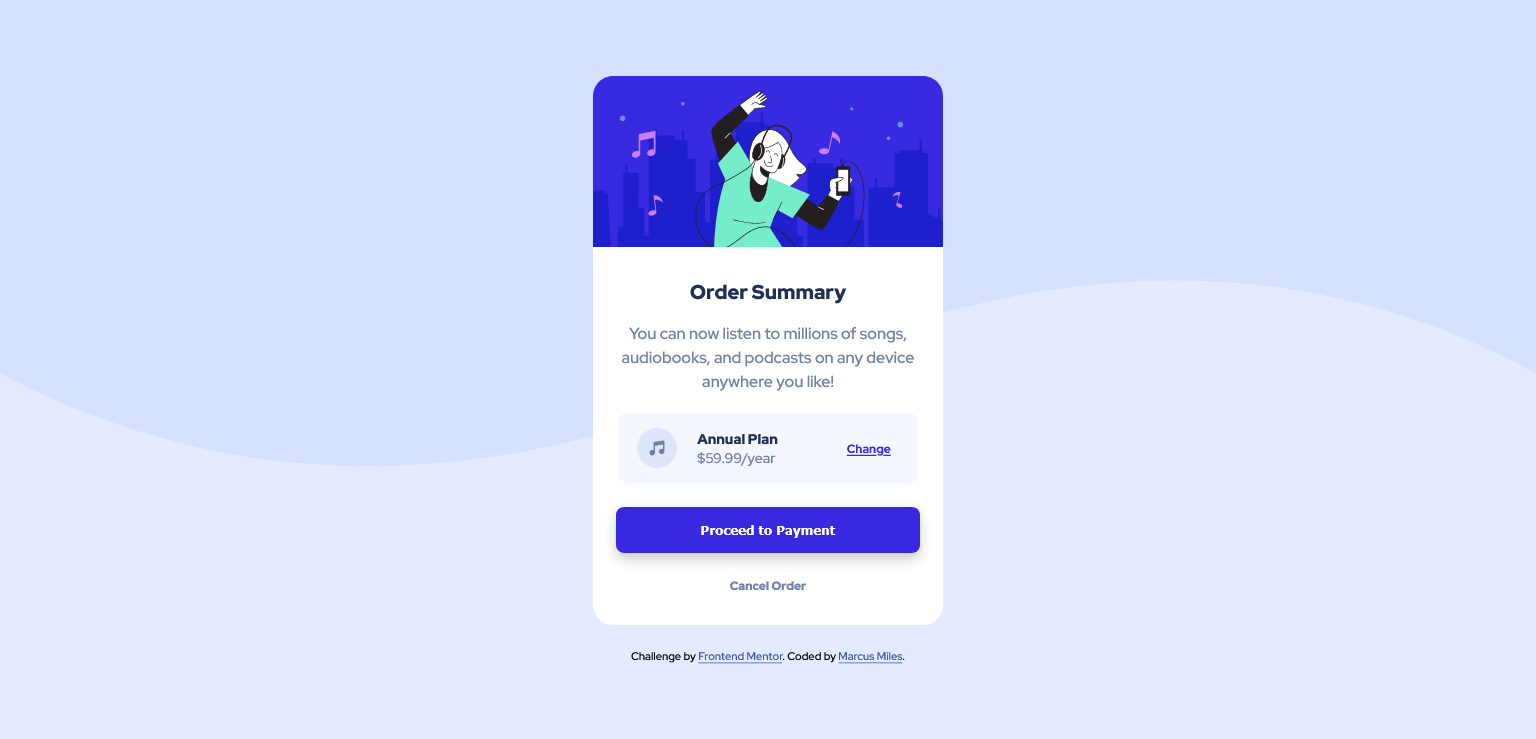 Order Summary
You can now listen to millions of songs,
audiobooks, and podcasts on any device
anywhere you like!
Annual Plan
$59.99/year
Change
Proceed to Payment
Cancel Order
Challenge by Frontend Mentor. Coded by Marcus Miles.